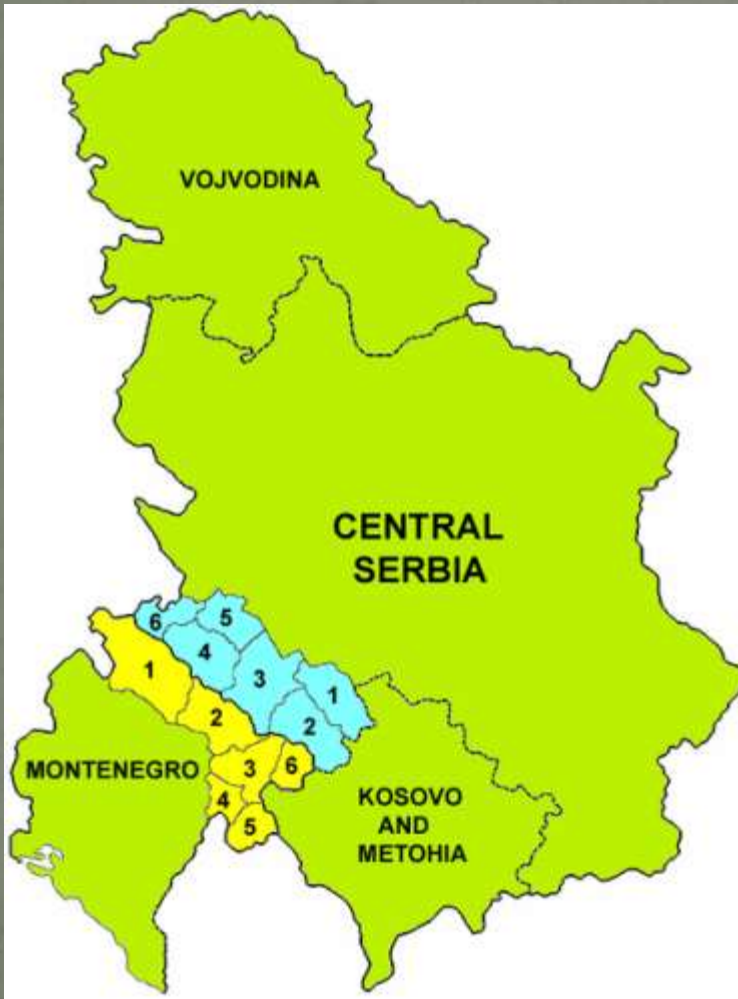 VOJVODINA
CENTRAL
SERBIA
6
5
4
1
3
1
2
2
MONTENEGRO
3
6
4
5
KOSOVO
AND
METOHIA